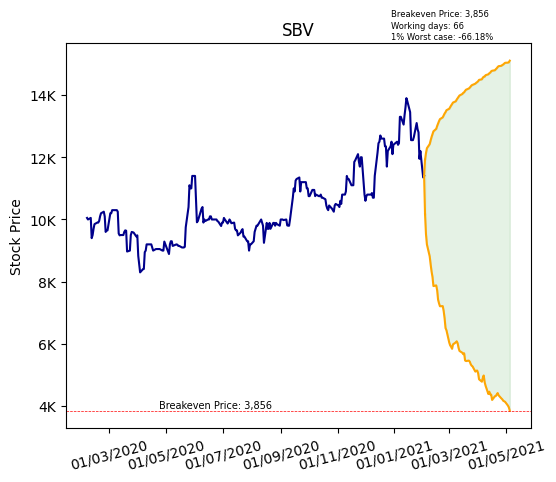 Breakeven Price: 3,856
Working days: 66
1% Worst case: -66.18%
SBV
Stock Price
14K
12K
10K
8K
6K
4K
Breakeven Price: 3,856
01/03/2020
01/05/2021
01/07/2020
01/09/2020
01/11/2020
01/01/2021
01/03/2021
01/05/2021